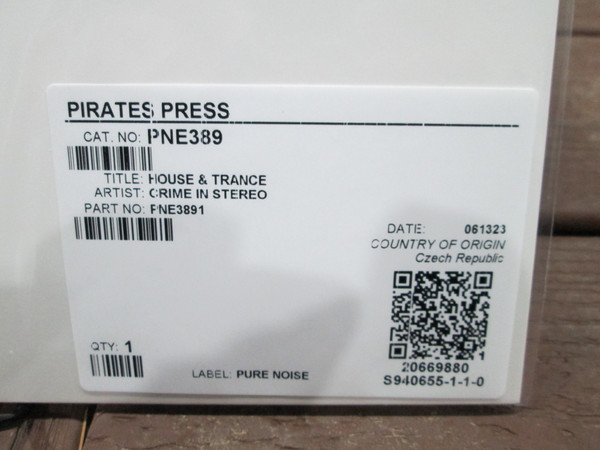 PIRATES PRESS
CAT. NO: PNE389
TITLE: HOUSE & TRANCE
ARTIST: CRIME IN STEREO
PART NO: PNE3891
DATE: 061323
COUNTRY OF ORIGIN
Czech Republic
QTY: 1
LABEL: PURE NOISE
20669880
S940655-1-1-0